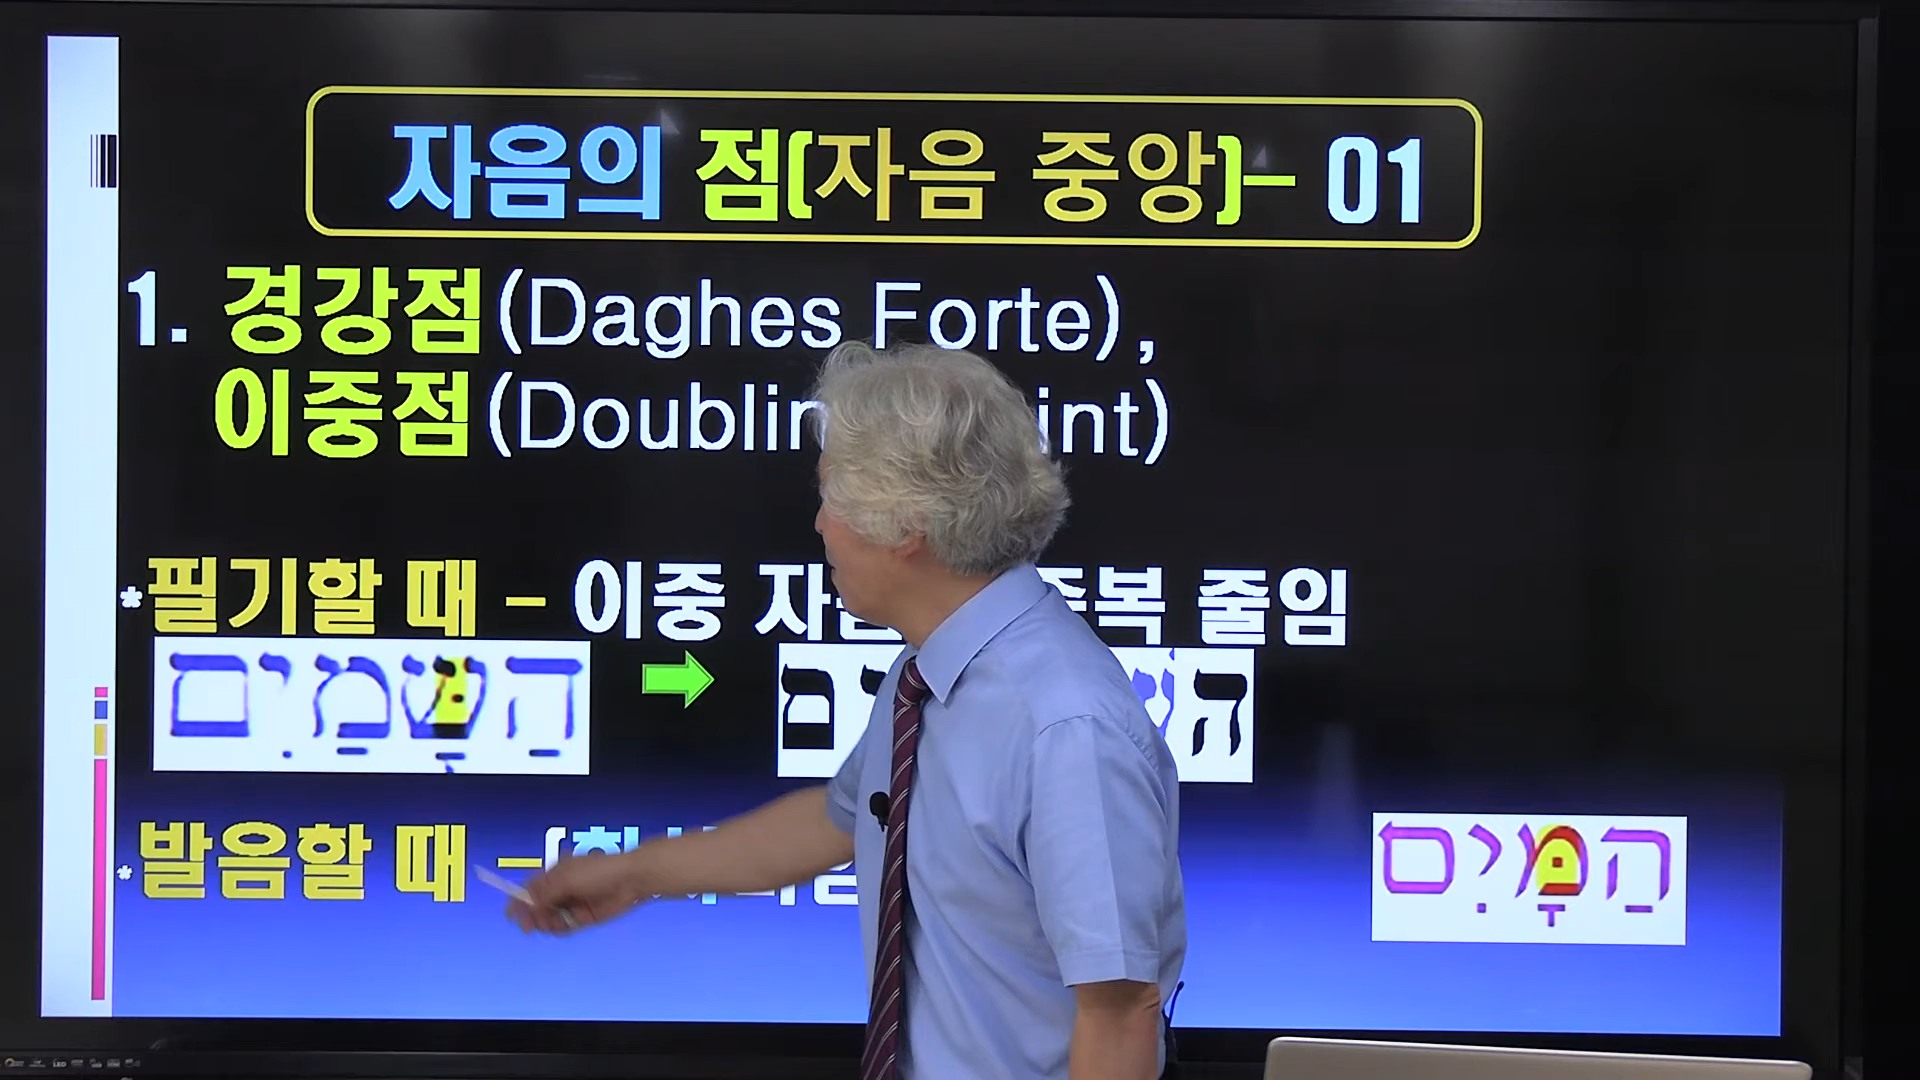 자음의 점(자음 중앙)- 01
1. 경강점(Daghes Forte),
이중점(Doublin int)
*필기할 때 - 이중 중복 줄임
הַשָּׁמַיִם
*발음할 때 -
הַמָּיִם